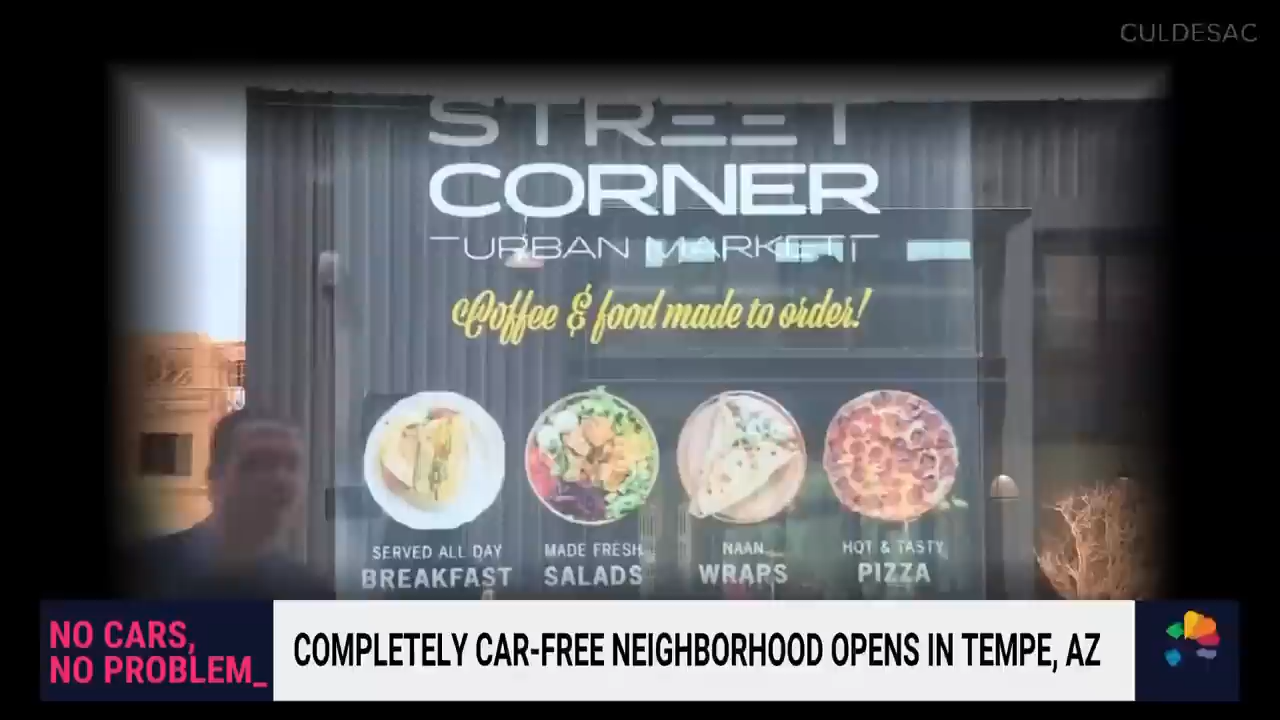 CULDESAC
STREET
CORNER
URBAN MARKET
Coffee & food made to order!
SERVED ALL DAY
BREAKFAST
MADE FRESH
SALADS
NAAN
WRAPS
HOT & TASTY
PIZZA
NO CARS,
NO PROBLEM_
COMPLETELY CAR-FREE NEIGHBORHOOD OPENS IN TEMPE, AZ